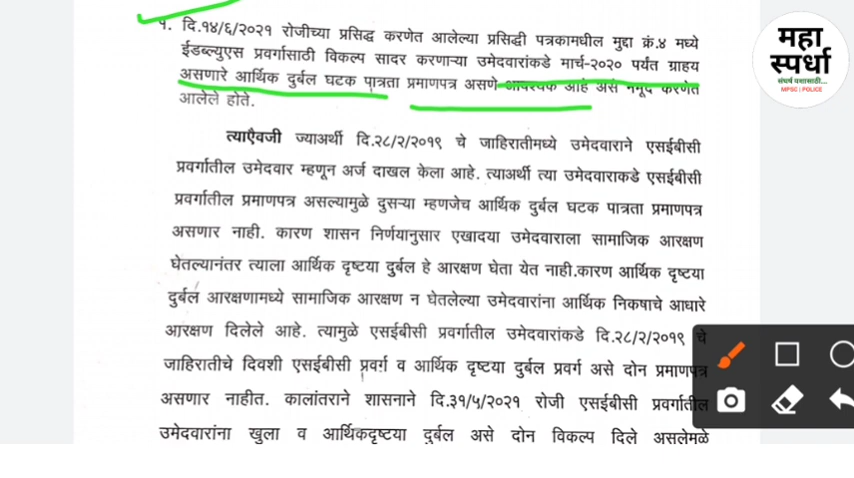 १. दि.१४/६/२०२१ रोजीच्या प्रसिद्ध करणेत आलेल्या प्रसिद्धी पत्रकामधील मुद्दा क्रं.४ मध्ये
ईडब्ल्युएस प्रवर्गासाठी विकल्प सादर करणाऱ्या उमेदवारांकडे मार्च-२०२० पर्यंत ग्राहय
असणारे आर्थिक दुर्बल घटक पात्रता प्रमाणपत्र असणे आवश्यक आहे असे नमूद करणेत
आलेले होते.
त्याऐवजी ज्याअर्थी दि.२८/२/२०१९ चे जाहिरातीमध्ये उमेदवाराने एसईबीसी
प्रवर्गातील उमेदवार म्हणून अर्ज दाखल केला आहे. त्याअर्थी त्या उमेदवाराकडे एसईबीसी
प्रवर्गातील प्रमाणपत्र असल्यामुळे दुसऱ्या म्हणजेच आर्थिक दुर्बल घटक पात्रता प्रमाणपत्र
असणार नाही. कारण शासन निर्णयानुसार एखादया उमेदवाराला सामाजिक आरक्षण
घेतल्यानंतर त्याला आर्थिक दृष्टया दुर्बल हे आरक्षण घेता येत नाही.कारण आर्थिक दृष्टया
दुर्बल आरक्षणामध्ये सामाजिक आरक्षण न घेतलेल्या उमेदवारांना आर्थिक निकषाचे आधारे
आरक्षण दिलेले आहे. त्यामुळे एसईबीसी प्रवर्गातील उमेदवारांकडे दि.२८/२/२०१९ चे
जाहिरातीचे दिवशी एसईबीसी प्रवर्ग व आर्थिक दृष्टया दुर्बल प्रवर्ग असे दोन प्रमाणपत्र
असणार नाहीत. कालांतराने शासनाने दि.३१/५/२०२१ रोजी एसईबीसी प्रवर्गातील
उमेदवारांना खुला व आर्थिकदृष्टया दुर्बल असे दोन विकल्प दिले असलेमळे
महा
स्पर्धा
संघर्ष यशासाठी...
MPSC | POLICE